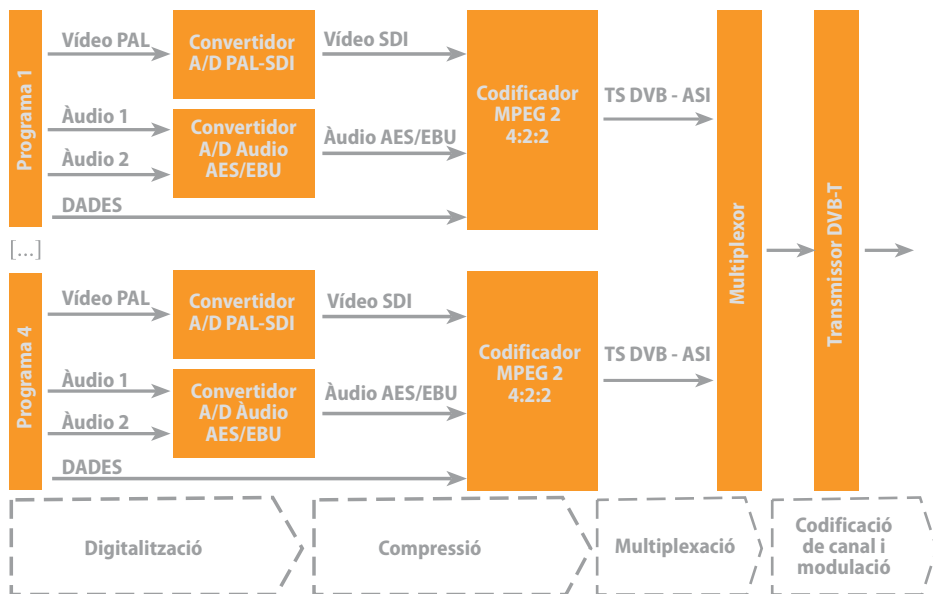 Programa 1
Vídeo PAL
Convertidor
A/D PAL-SDI
Vídeo SDI
Àudio 1
Àudio 2
Convertidor
A/D Audio
AES/EBU
Àudio AES/EBU
DADES
Codificador
MPEG 2
4:2:2
TS DVB - ASI
[...]
Programa 4
Vídeo PAL
Convertidor
A/D PAL-SDI
Vídeo SDI
Àudio 1
Àudio 2
Convertidor
A/D Àudio
AES/EBU
Àudio AES/EBU
DADES
Codificador
MPEG 2
4:2:2
TS DVB - ASI
Multiplexor
Transmissor DVB-T
Digitalització
Compressió
Multiplexació
Codificació
de canal i
modulació